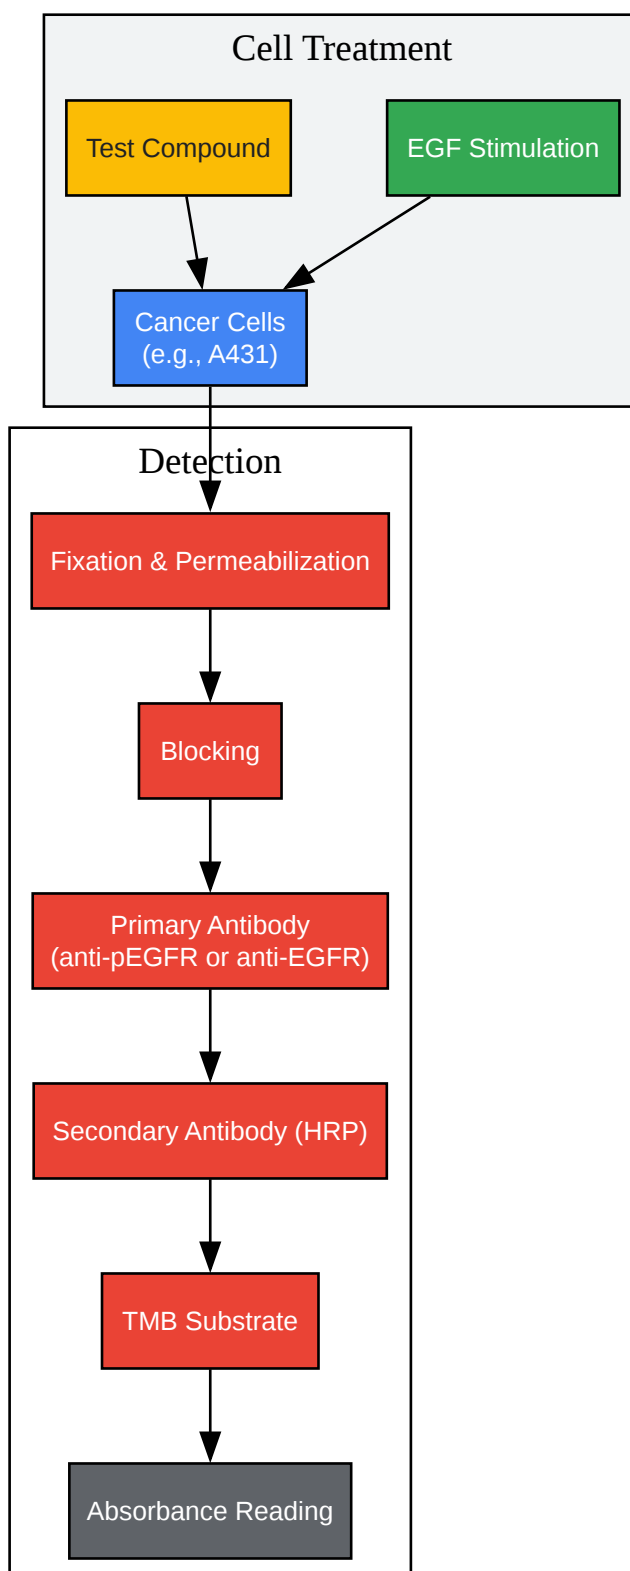 Cell Treatment
Test Compound
EGF Stimulation
Cancer Cells
(e.g., A431)
Detection
Fixation & Permeabilization
Blocking
Primary Antibody
(anti-pEGFR or anti-EGFR)
Secondary Antibody (HRP)
TMB Substrate
Absorbance Reading